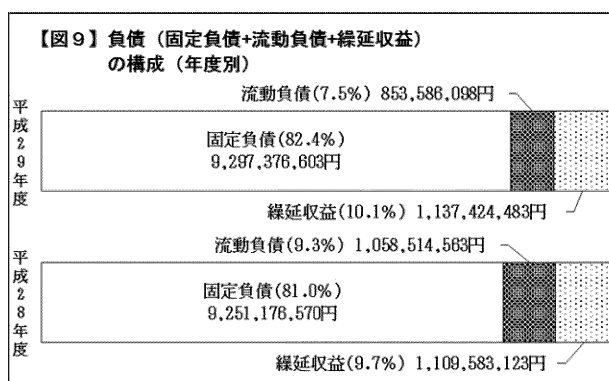 【図９】負債（固定負債+流動負債+繰延収益）
の構成（年度別）
平成２９年度
流動負債(7.5%) 853,586,098円
固定負債(82.4%)
9,297,376,603円
繰延収益(10.1%) 1,137,424,483円
平成２８年度
流動負債(9.3%) 1,058,514,563円
固定負債(81.0%)
9,251,176,570円
繰延収益(9.7%) 1,109,583,123円